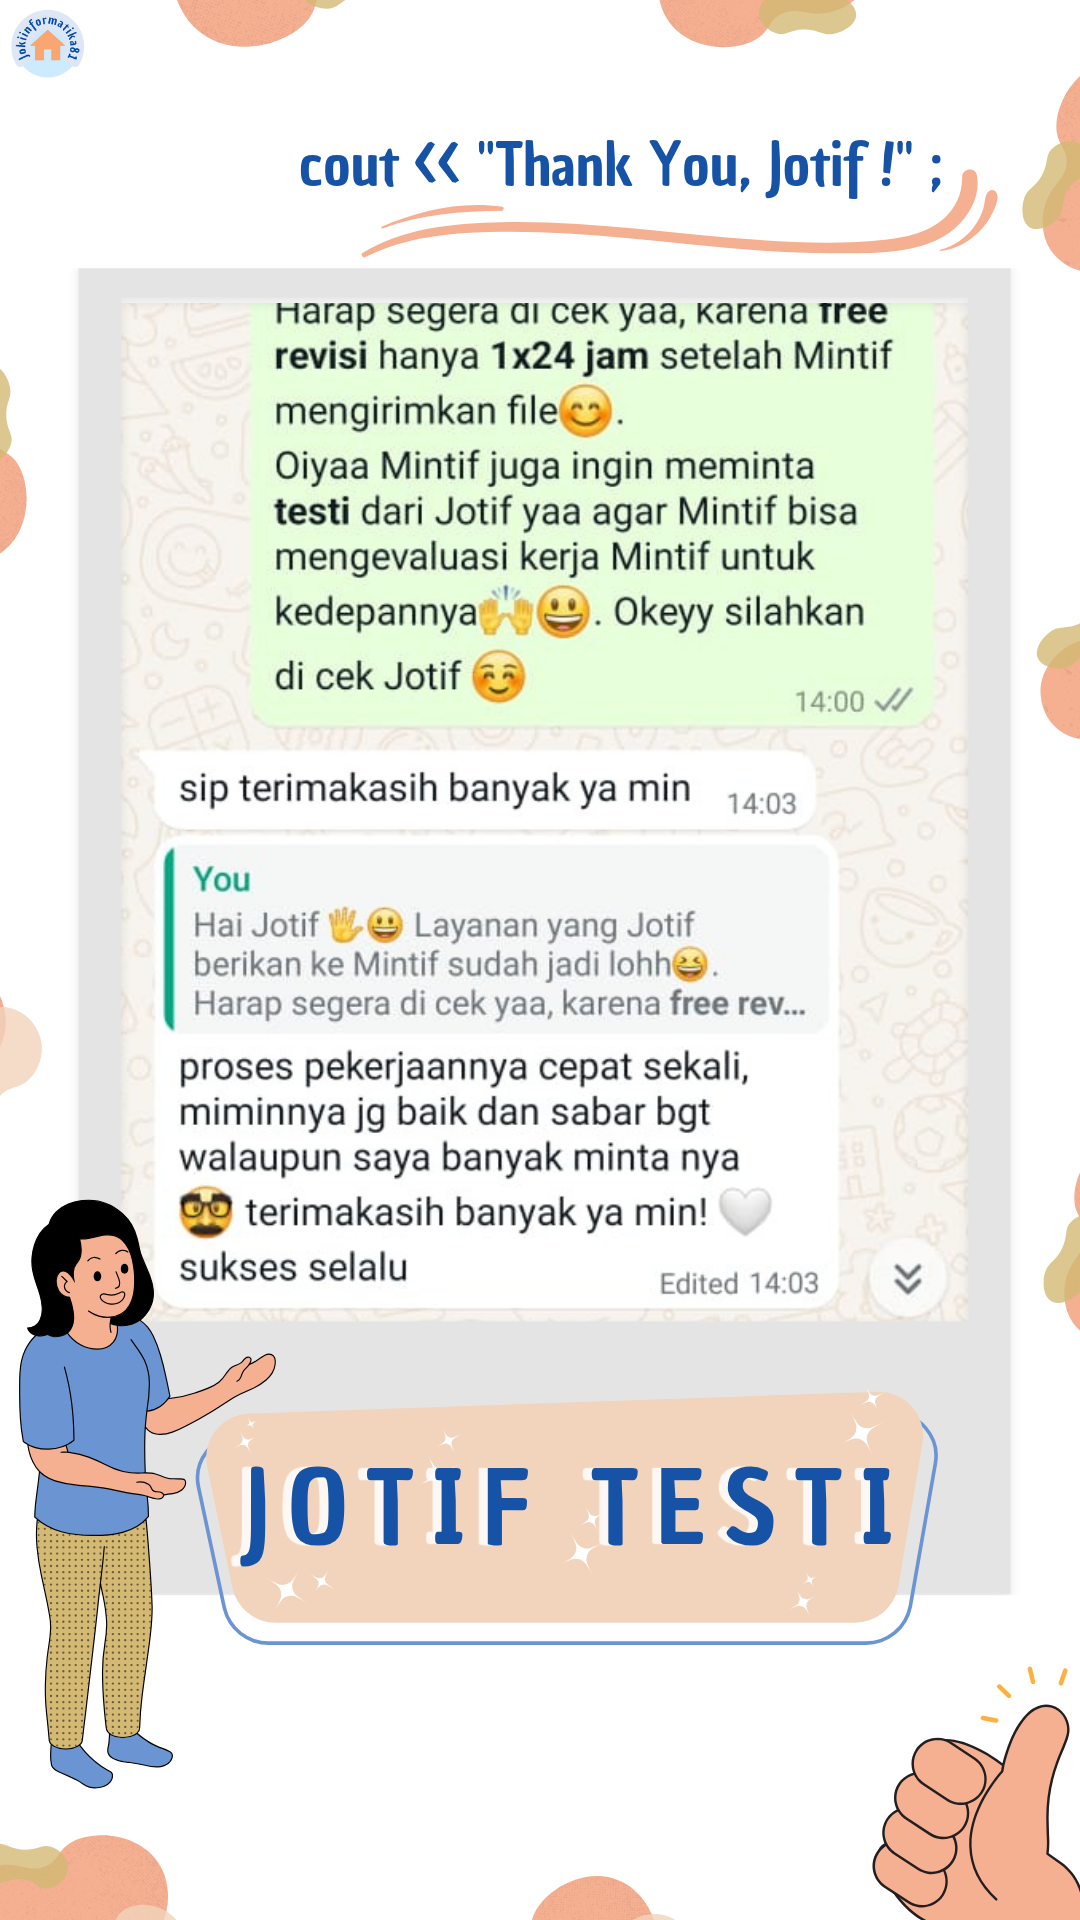 jokiinformatika81
cout << "Thank You, Jotif !" ;
Harap segera di cek yaa, karena free
revisi hanya 1x24 jam setelah Mintif
mengirimkan file😊.
Oiyaa Mintif juga ingin meminta
testi dari Jotif yaa agar Mintif bisa
mengevaluasi kerja Mintif untuk
kedepannya🙌😃. Okeyy silahkan
di cek Jotif ☺️
14:00
sip terimakasih banyak ya min 14:03
You
Hai Jotif 🖐😃 Layanan yang Jotif
berikan ke Mintif sudah jadi lohh😆.
Harap segera di cek yaa, karena free rev...
proses pekerjaannya cepat sekali,
miminnya jg baik dan sabar bgt
walaupun saya banyak minta nya
🥸 terimakasih banyak ya min! 🤍
sukses selalu
Edited 14:03
JOTIF TESTI